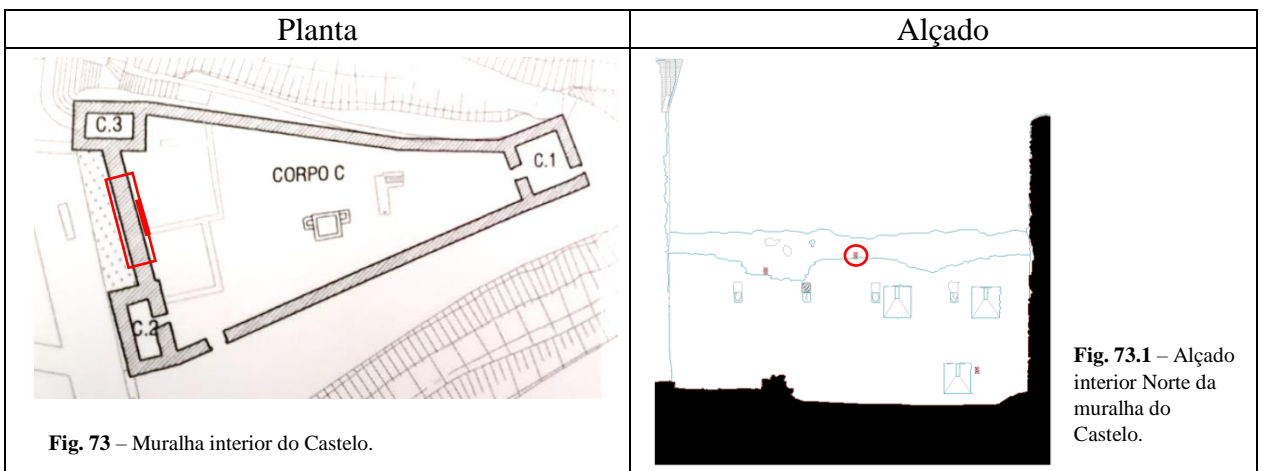 Planta
Alçado
C.3
CORPO C
C.1
C.2
Fig. 73 – Muralha interior do Castelo.
Fig. 73.1 – Alçado
interior Norte da
muralha do
Castelo.